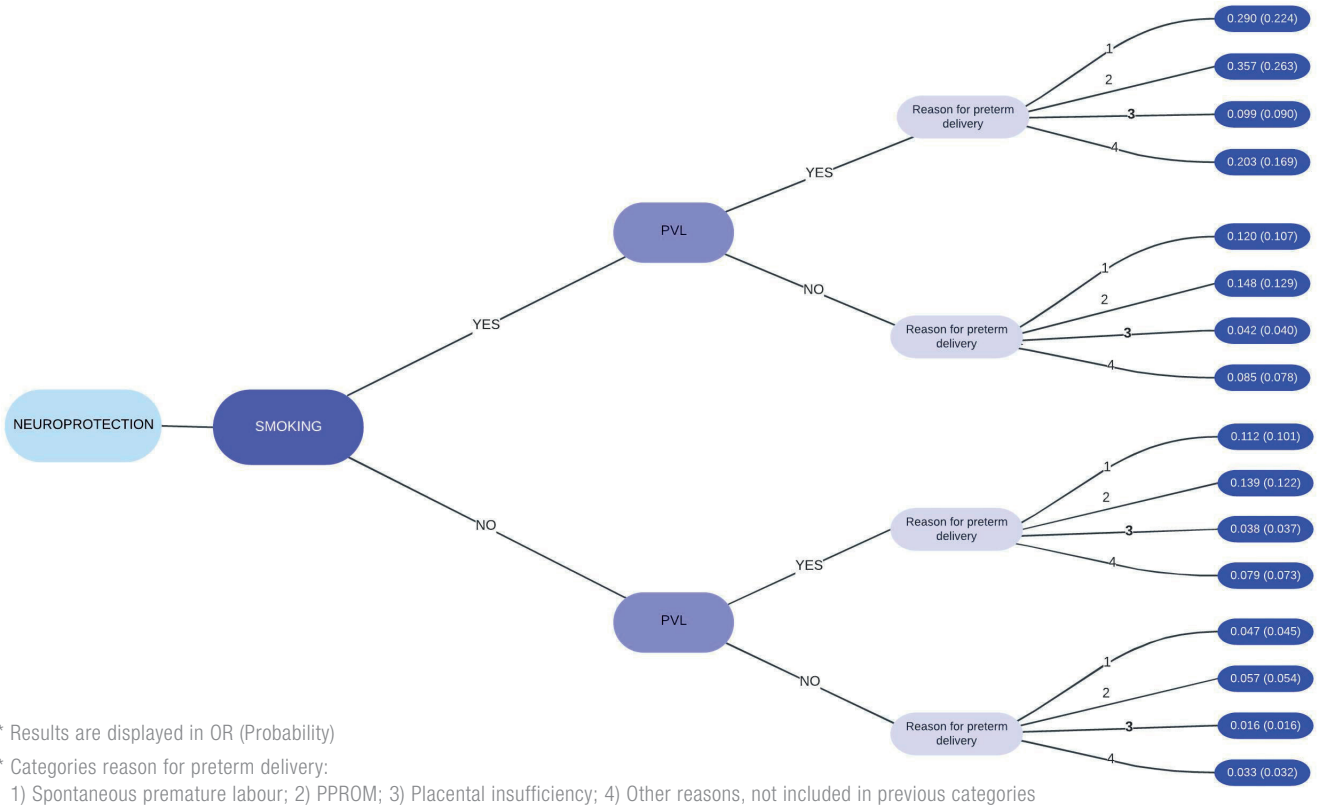 NEUROPROTECTION
SMOKING
YES
NO
PVL
YES
NO
Reason for preterm
delivery
1
2
3
4
0.290 (0.224)
0.357 (0.263)
0.099 (0.090)
0.203 (0.169)
Reason for preterm
delivery
1
2
3
4
0.120 (0.107)
0.148 (0.129)
0.042 (0.040)
0.085 (0.078)
PVL
YES
NO
Reason for preterm
delivery
1
2
3
4
0.112 (0.101)
0.139 (0.122)
0.038 (0.037)
0.079 (0.073)
Reason for preterm
delivery
1
2
3
4
0.047 (0.045)
0.057 (0.054)
0.016 (0.016)
0.033 (0.032)
* Results are displayed in OR (Probability)
* Categories reason for preterm delivery:
1) Spontaneous premature labour; 2) PPROM; 3) Placental insufficiency; 4) Other reasons, not included in previous categories